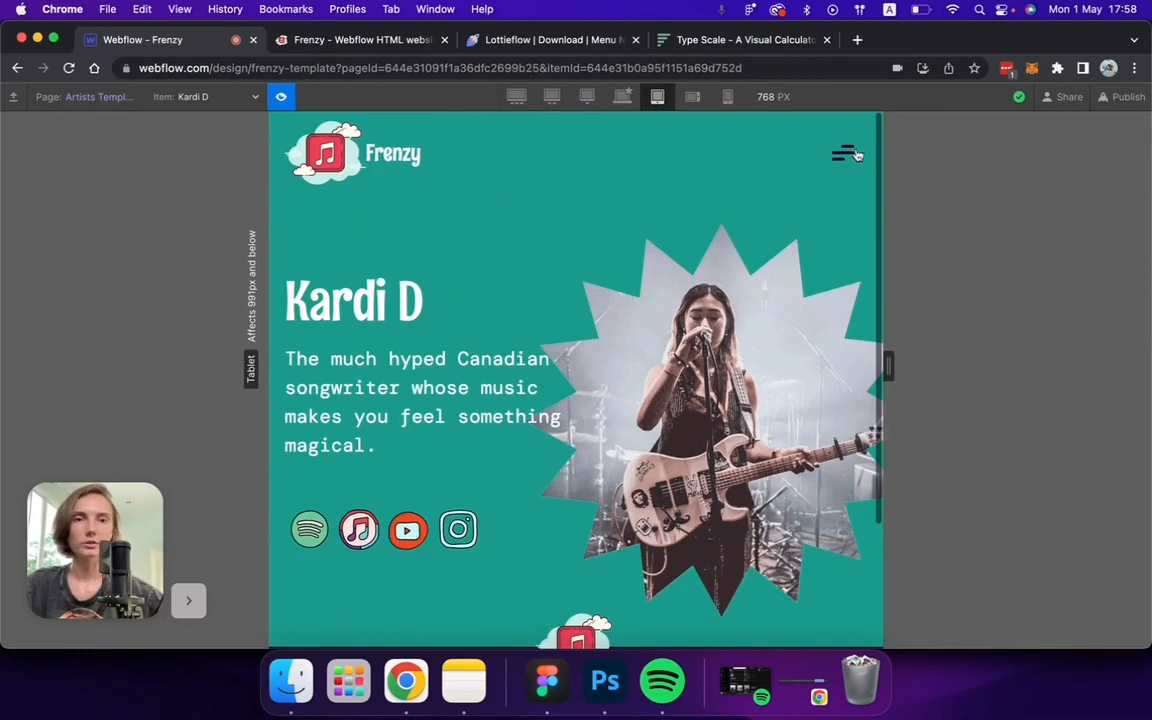 Chrome File Edit View History Bookmarks Profiles Tab Window Help A Mon 1 May 17:58
Webflow - Frenzy Frenzy - Webflow HTML websi Lottieflow | Download | Menu N Type Scale - A Visual Calculato
webflow.com/design/frenzy-template?pageId=644e31091f1a36dfc2699b25&itemId=644e31b0a95f1151a69d752d 1
Page: Artists Templ... Item: Kardi D 768 PX Share Publish
Frenzy
Tablet Affects 991px and below
Kardi D
The much hyped Canadian
songwriter whose music
makes you feel something
magical.
Ps